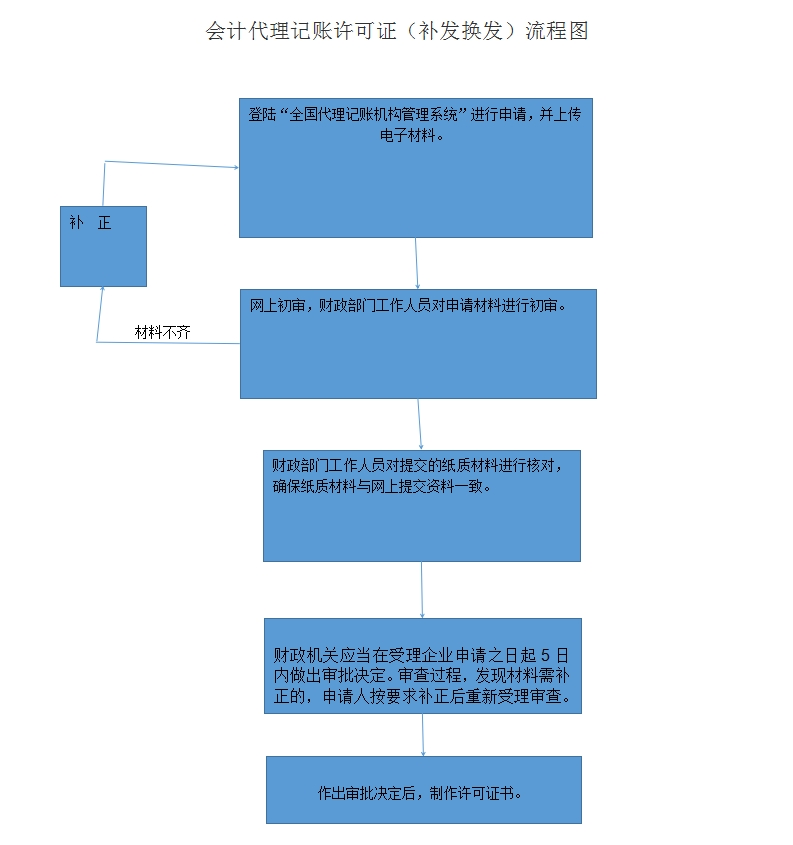 会计代理记账许可证（补发换发）流程图
登陆“全国代理记账机构管理系统”进行申请，并上传
电子材料。
补 正
网上初审，财政部门工作人员对申请材料进行初审。
材料不齐
财政部门工作人员对提交的纸质材料进行核对，
确保纸质材料与网上提交资料一致。
财政机关应当在受理企业申请之日起 5 日
内做出审批决定。审查过程，发现材料需补
正的，申请人按要求补正后重新受理审查。
作出审批决定后，制作许可证书。